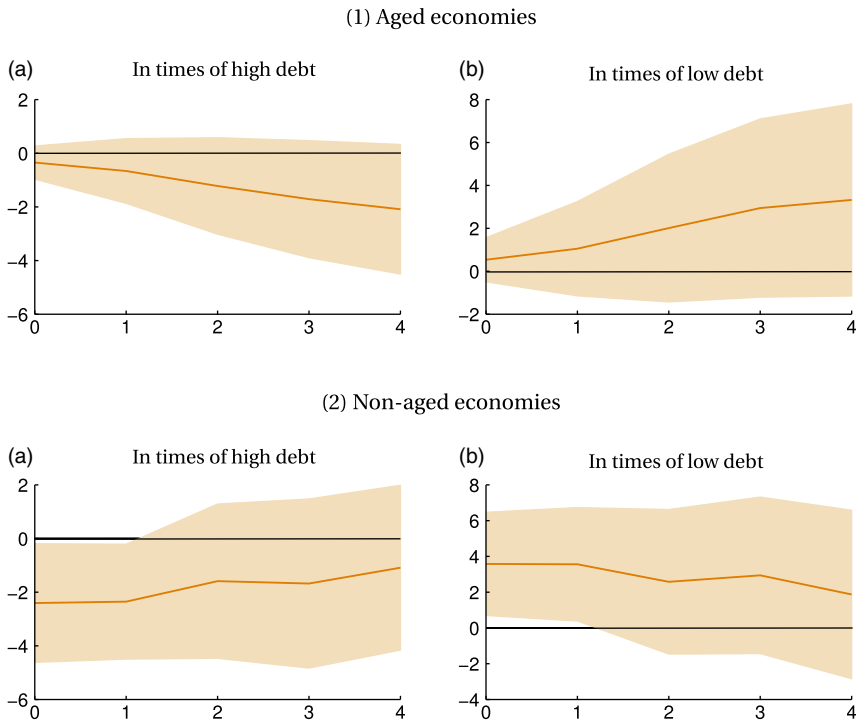 (1) Aged economies
(a) In times of high debt
2
0
−2
−4
−6
0 1 2 3 4
(b) In times of low debt
8
6
4
2
0
−2
0 1 2 3 4
(2) Non-aged economies
(a) In times of high debt
2
0
−2
−4
−6
0 1 2 3 4
(b) In times of low debt
8
6
4
2
0
−2
−4
0 1 2 3 4